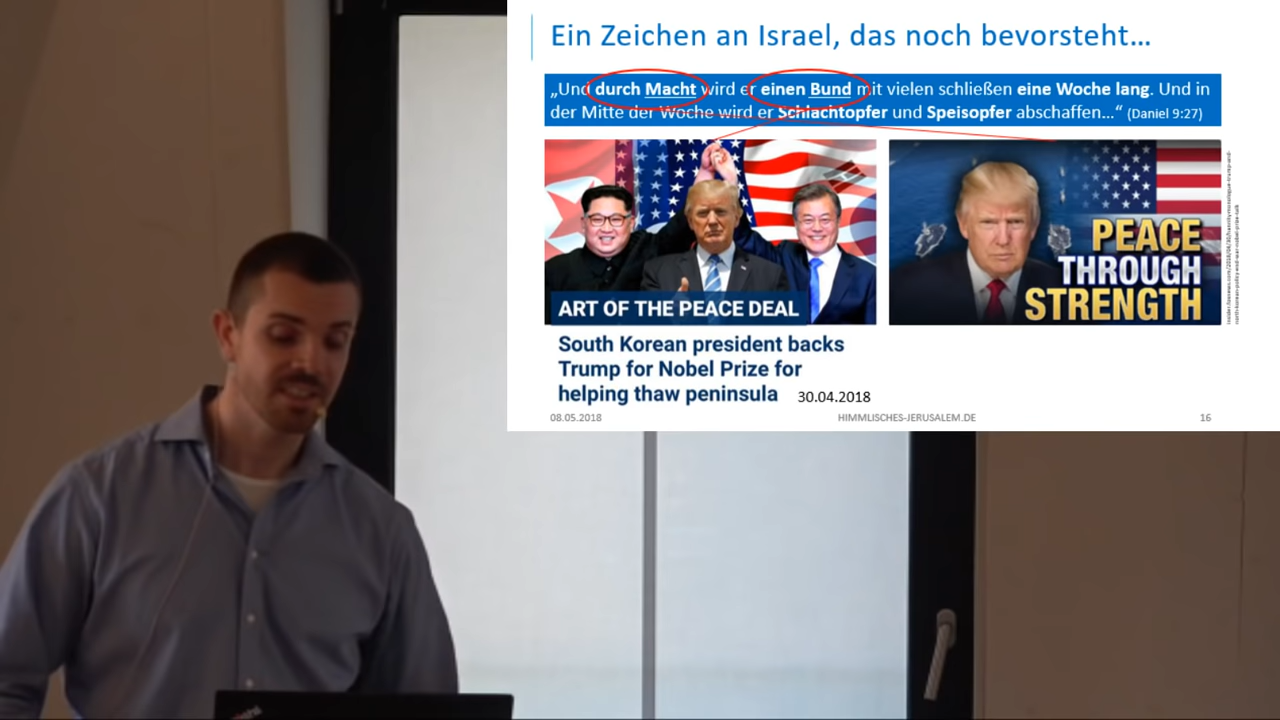 Ein Zeichen an Israel, das noch bevorsteht...
„Und durch Macht wird er einen Bund mit vielen schließen eine Woche lang. Und in
der Mitte der Woche wird er Schlachtopfer und Speisopfer abschaffen...“ (Daniel 9:27)
ART OF THE PEACE DEAL
South Korean president backs
Trump for Nobel Prize for
helping thaw peninsula
30.04.2018
PEACE
THROUGH
STRENGTH
08.05.2018
HIMMLISCHES-JERUSALEM.DE
16